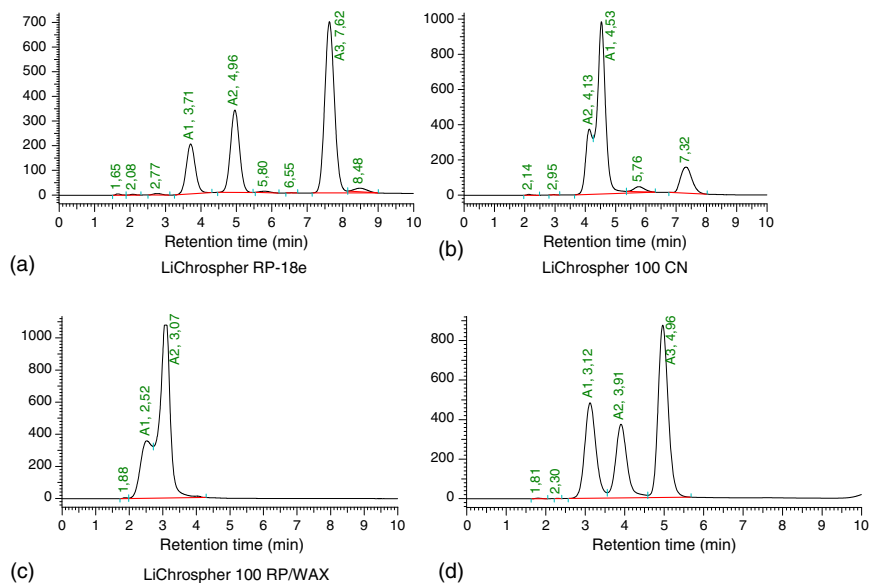 700
600
500
400
300
200
100
0
1,65
2,08
2,77
A1, 3,71
A2, 4,96
5,80
6,55
A3, 7,62
8,48
0 1 2 3 4 5 6 7 8 9 10
Retention time (min)
(a)
LiChrospher RP-18e
1000
800
600
400
200
0
2,14
2,95
A2, 4,13
A1, 4,53
5,76
7,32
0 1 2 3 4 5 6 7 8 9 10
Retention time (min)
(b)
LiChrospher 100 CN
1000
800
600
400
200
0
1,88
A1, 2,52
A2, 3,07
0 1 2 3 4 5 6 7 8 9 10
Retention time (min)
(c)
LiChrospher 100 RP/WAX
800
600
400
200
0
1,81
2,30
A1, 3,12
A2, 3,91
A3, 4,96
0 1 2 3 4 5 6 7 8 9 10
Retention time (min)
(d)